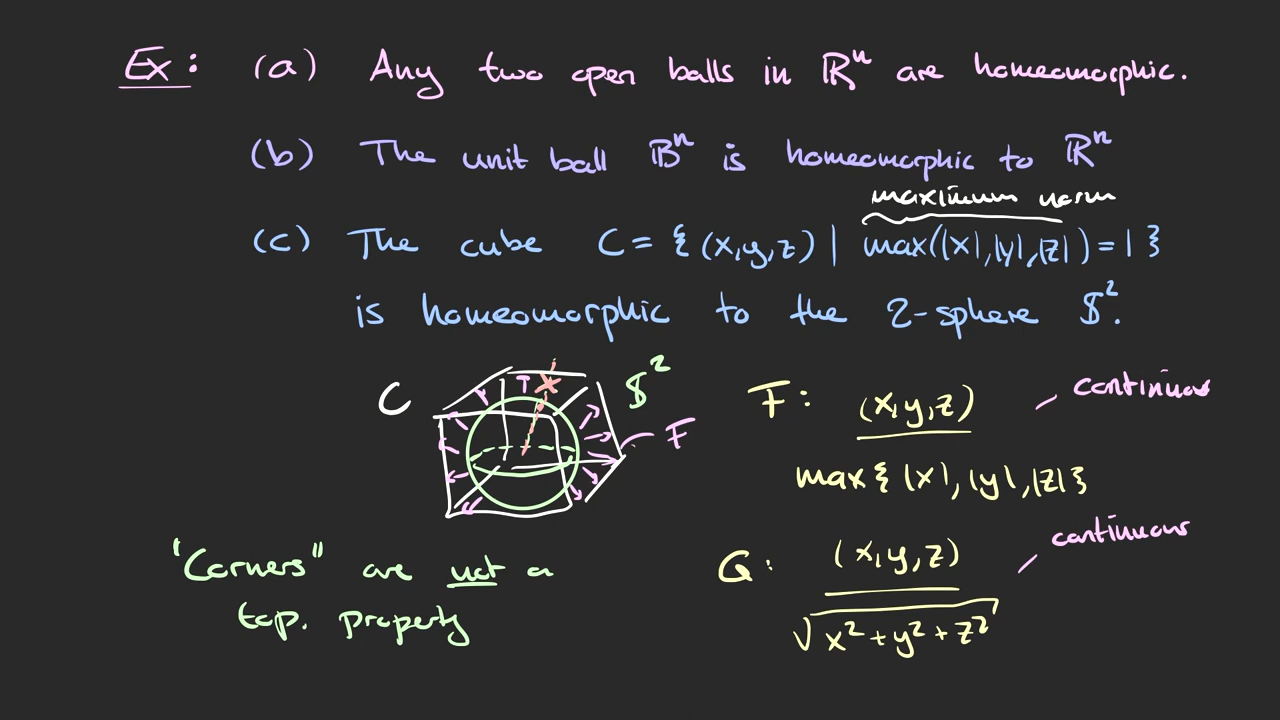 Ex: (a) Any two open balls in ℝⁿ are homeomorphic.
(b) The unit ball 𝔹ⁿ is homeomorphic to ℝⁿ
maximum norm
(c) The cube C = { (x,y,z) | max(|x|,|y|,|z|) = 1 }
is homeomorphic to the 2-sphere 𝕊².
C
𝕊²
F
F: (x,y,z)
max{ |x|, |y|, |z| }
continuous
"Corners" are not a
top. property
G: (x,y,z)
√x² + y² + z²
continuous